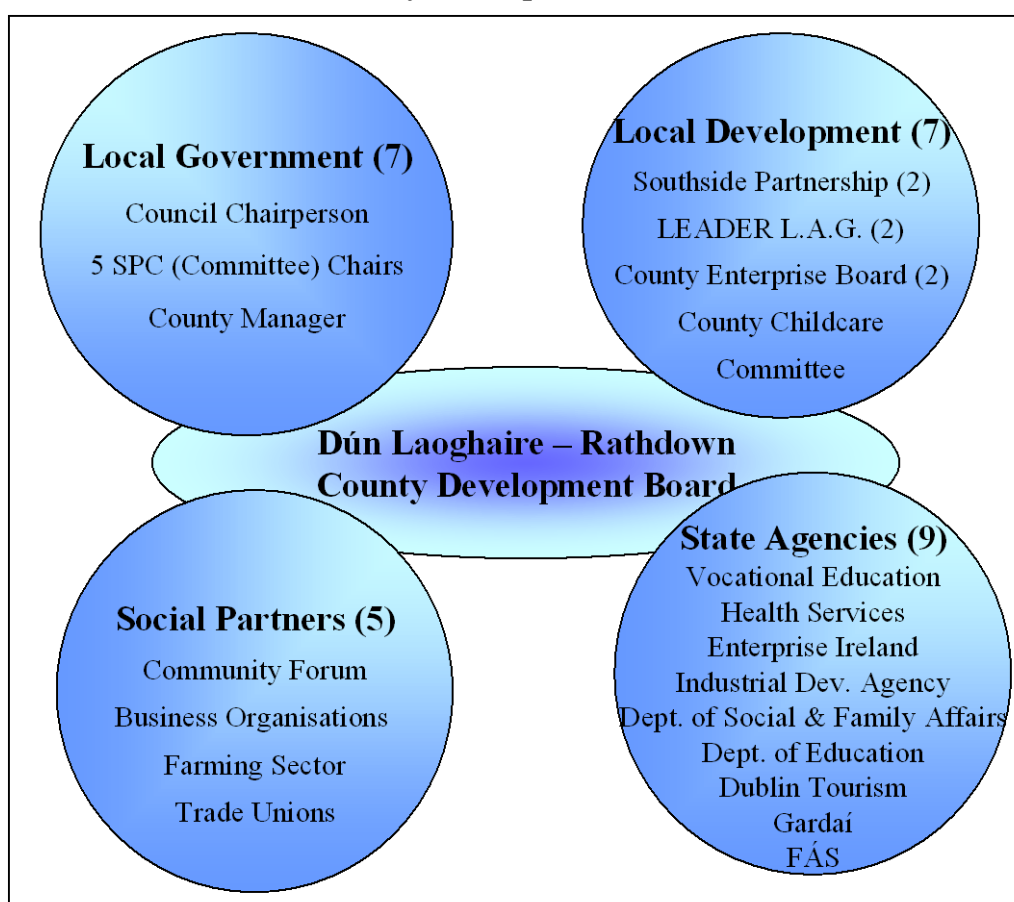 Local Government (7)
Council Chairperson
5 SPC (Committee) Chairs
County Manager
Local Development (7)
Southside Partnership (2)
LEADER L.A.G. (2)
County Enterprise Board (2)
County Childcare
Committee
Dún Laoghaire – Rathdown
County Development Board
Social Partners (5)
Community Forum
Business Organisations
Farming Sector
Trade Unions
State Agencies (9)
Vocational Education
Health Services
Enterprise Ireland
Industrial Dev. Agency
Dept. of Social & Family Affairs
Dept. of Education
Dublin Tourism
Gardaí
FÁS